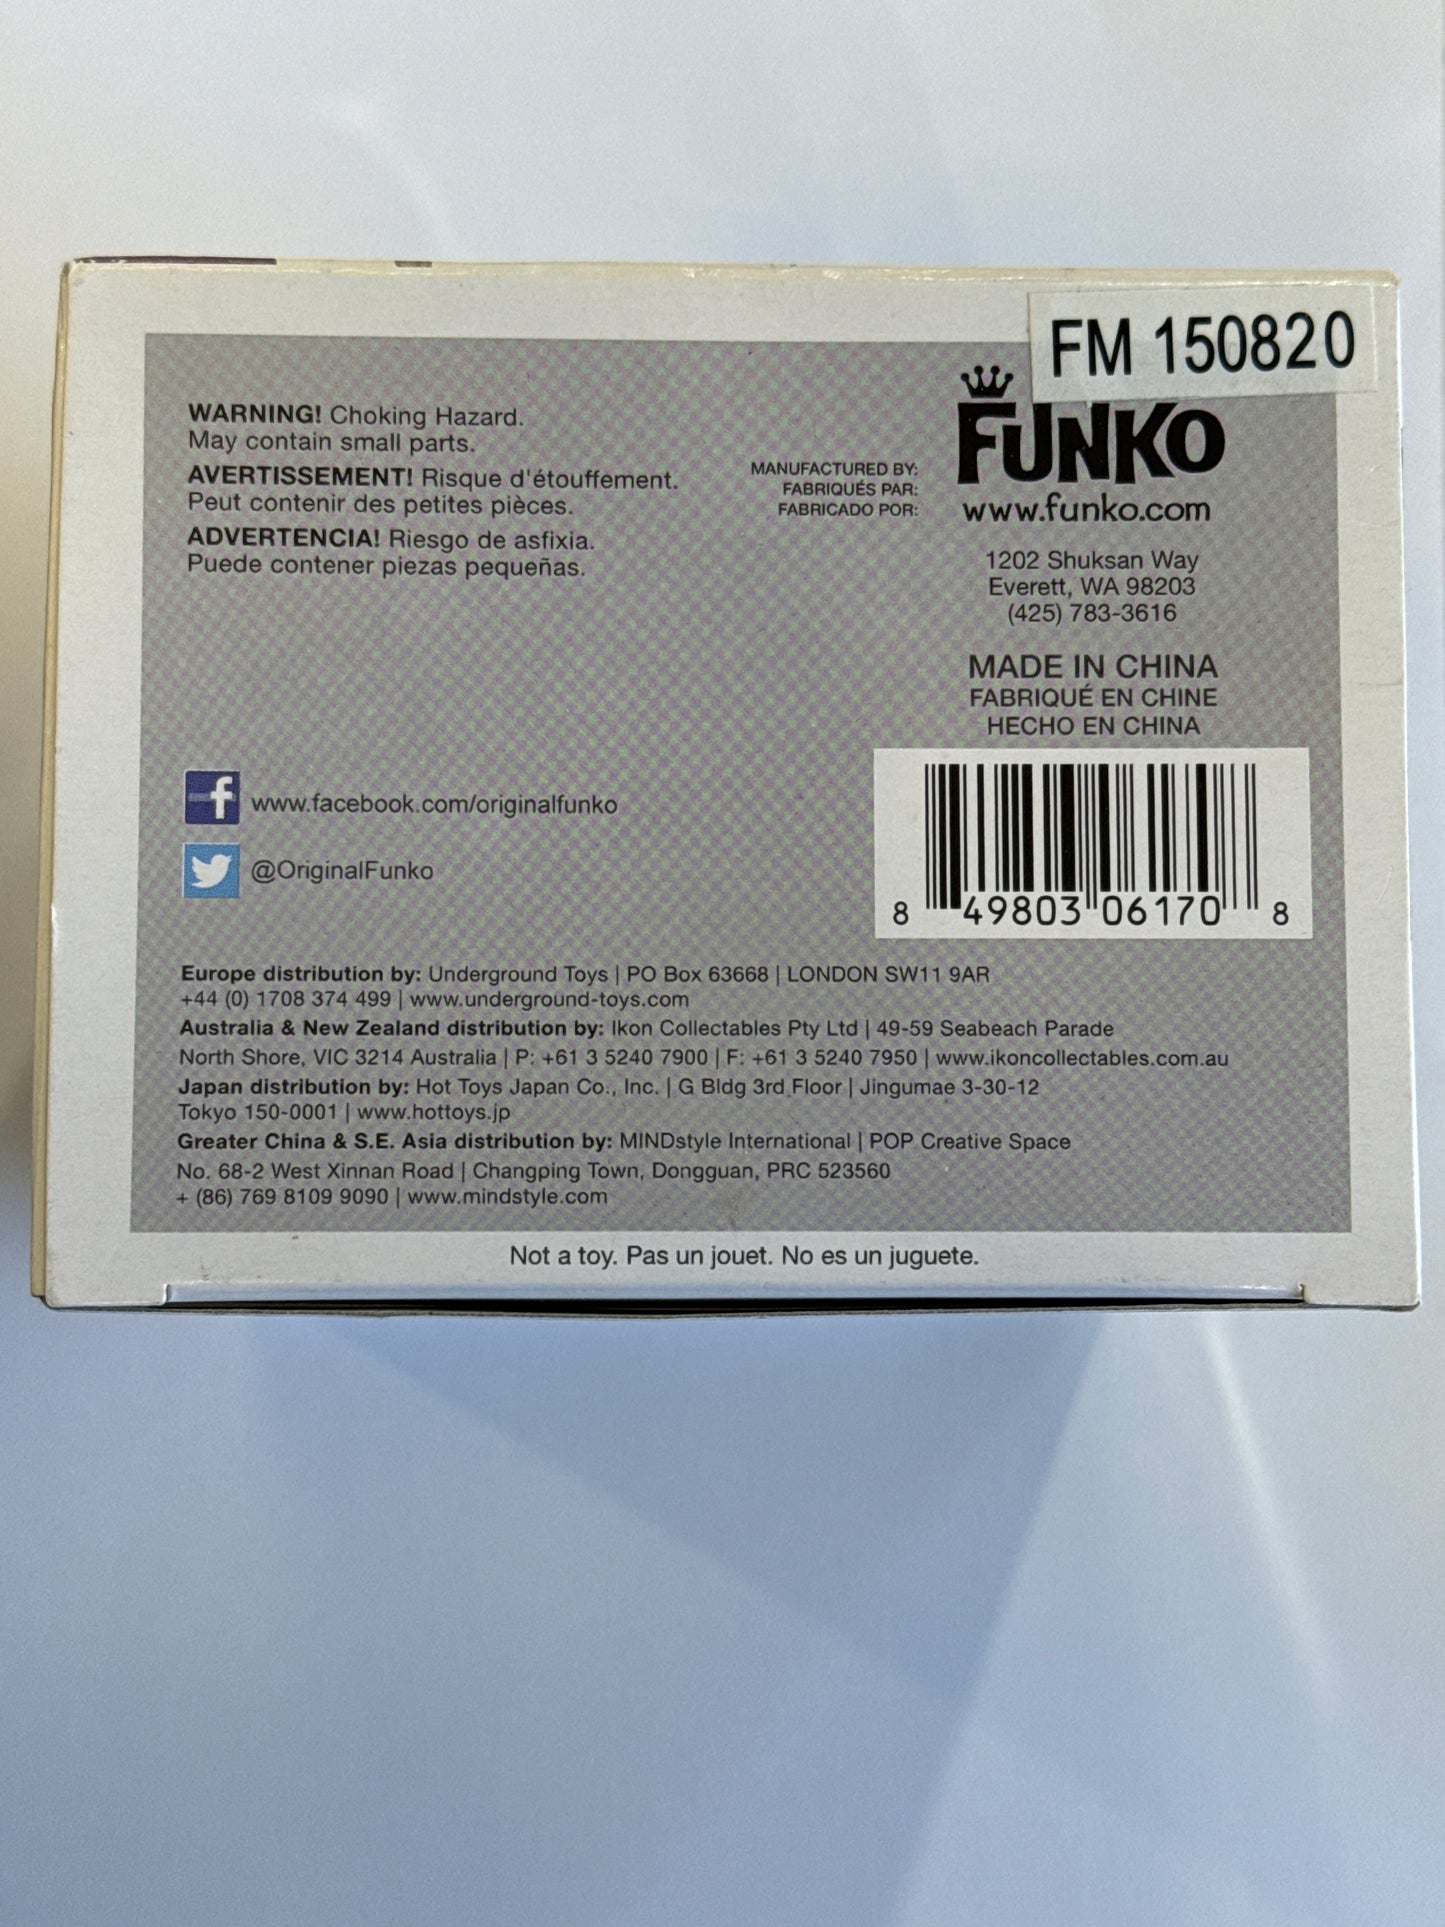 FM 150820
WARNING! Choking Hazard.
May contain small parts.
AVERTISSEMENT! Risque d'étouffement.
Peut contenir des petites pièces.
ADVERTENCIA! Riesgo de asfixia.
Puede contener piezas pequeñas.
MANUFACTURED BY:
FABRIQUÉS PAR:
FABRICADO POR:
FUNKO
www.funko.com
1202 Shuksan Way
Everett, WA 98203
(425) 783-3616
MADE IN CHINA
FABRIQUÉ EN CHINE
HECHO EN CHINA
f www.facebook.com/originalfunko
@OriginalFunko
8 49803 06170 8
Europe distribution by: Underground Toys | PO Box 63668 | LONDON SW11 9AR
+44 (0) 1708 374 499 | www.underground-toys.com
Australia & New Zealand distribution by: Ikon Collectables Pty Ltd | 49-59 Seabeach Parade
North Shore, VIC 3214 Australia | P: +61 3 5240 7900 | F: +61 3 5240 7950 | www.ikoncollectables.com.au
Japan distribution by: Hot Toys Japan Co., Inc. | G Bldg 3rd Floor | Jingumae 3-30-12
Tokyo 150-0001 | www.hottoys.jp
Greater China & S.E. Asia distribution by: MINDstyle International | POP Creative Space
No. 68-2 West Xinnan Road | Changping Town, Dongguan, PRC 523560
+ (86) 769 8109 9090 | www.mindstyle.com
Not a toy. Pas un jouet. No es un juguete.